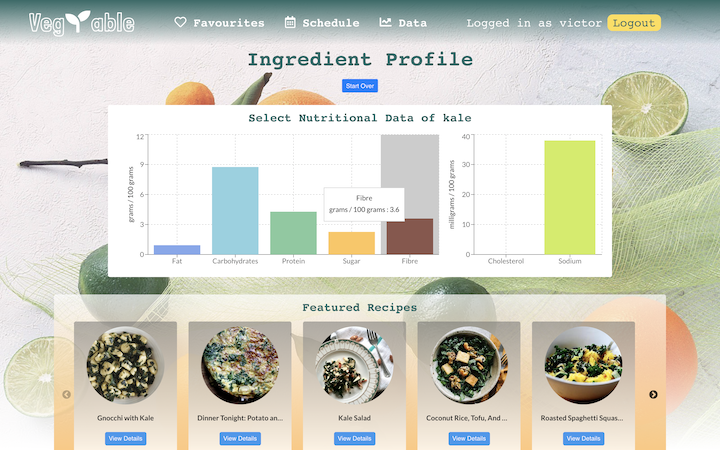 Veg able
Favourites Schedule Data Logged in as victor Logout
Ingredient Profile
Start Over
Select Nutritional Data of kale
12
9
6
3
0
grams / 100 grams
Fat Carbohydrates Protein Sugar Fibre
Fibre
grams / 100 grams : 3.6
40
30
20
10
0
milligrams / 100 grams
Cholesterol Sodium
Featured Recipes
Gnocchi with Kale Dinner Tonight: Potato an... Kale Salad Coconut Rice, Tofu, And ... Roasted Spaghetti Squas...
View Details View Details View Details View Details View Details